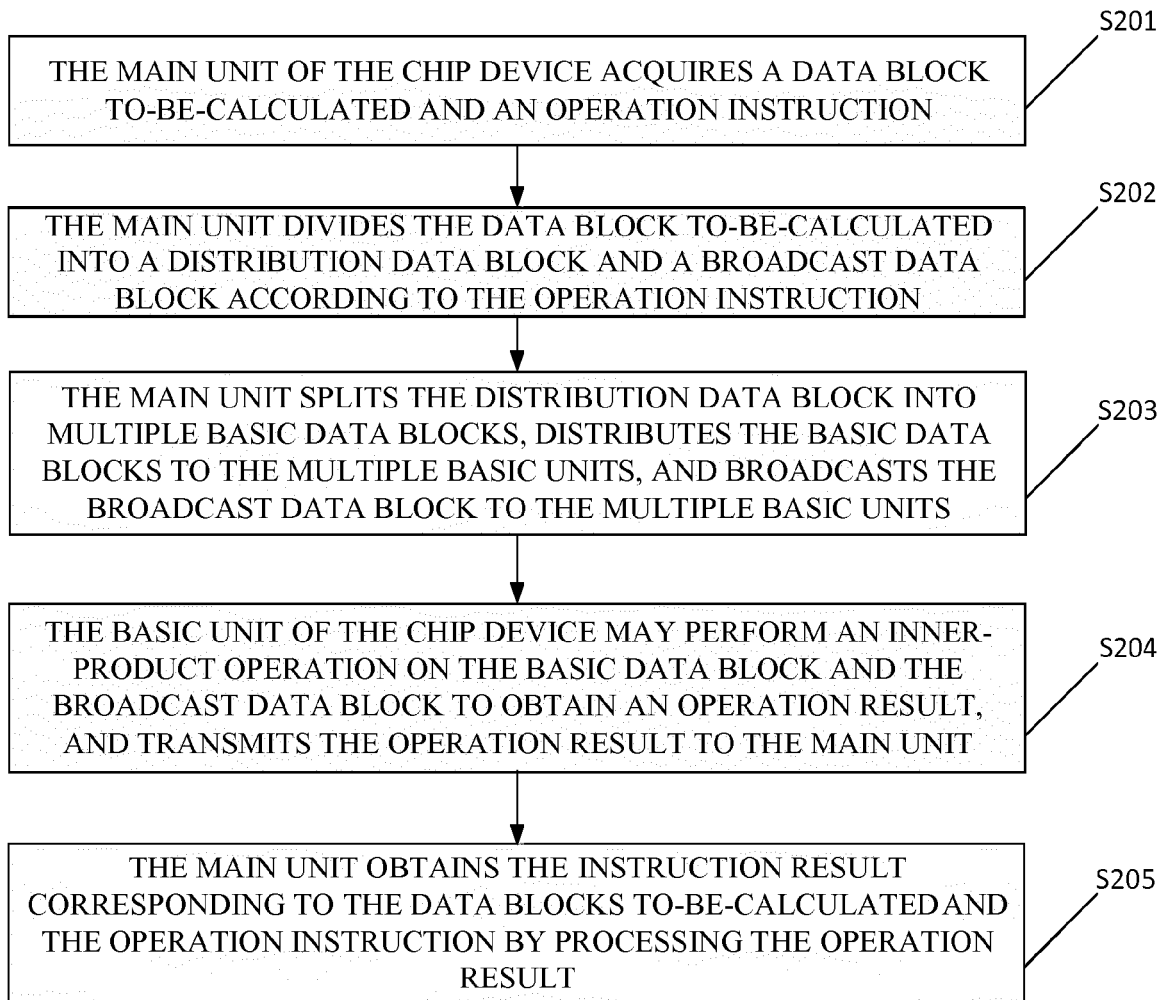 S201
THE MAIN UNIT OF THE CHIP DEVICE ACQUIRES A DATA BLOCK
TO-BE-CALCULATED AND AN OPERATION INSTRUCTION
S202
THE MAIN UNIT DIVIDES THE DATA BLOCK TO-BE-CALCULATED
INTO A DISTRIBUTION DATA BLOCK AND A BROADCAST DATA
BLOCK ACCORDING TO THE OPERATION INSTRUCTION
S203
THE MAIN UNIT SPLITS THE DISTRIBUTION DATA BLOCK INTO
MULTIPLE BASIC DATA BLOCKS, DISTRIBUTES THE BASIC DATA
BLOCKS TO THE MULTIPLE BASIC UNITS, AND BROADCASTS THE
BROADCAST DATA BLOCK TO THE MULTIPLE BASIC UNITS
S204
THE BASIC UNIT OF THE CHIP DEVICE MAY PERFORM AN INNER-
PRODUCT OPERATION ON THE BASIC DATA BLOCK AND THE
BROADCAST DATA BLOCK TO OBTAIN AN OPERATION RESULT,
AND TRANSMITS THE OPERATION RESULT TO THE MAIN UNIT
S205
THE MAIN UNIT OBTAINS THE INSTRUCTION RESULT
CORRESPONDING TO THE DATA BLOCKS TO-BE-CALCULATED AND
THE OPERATION INSTRUCTION BY PROCESSING THE OPERATION
RESULT